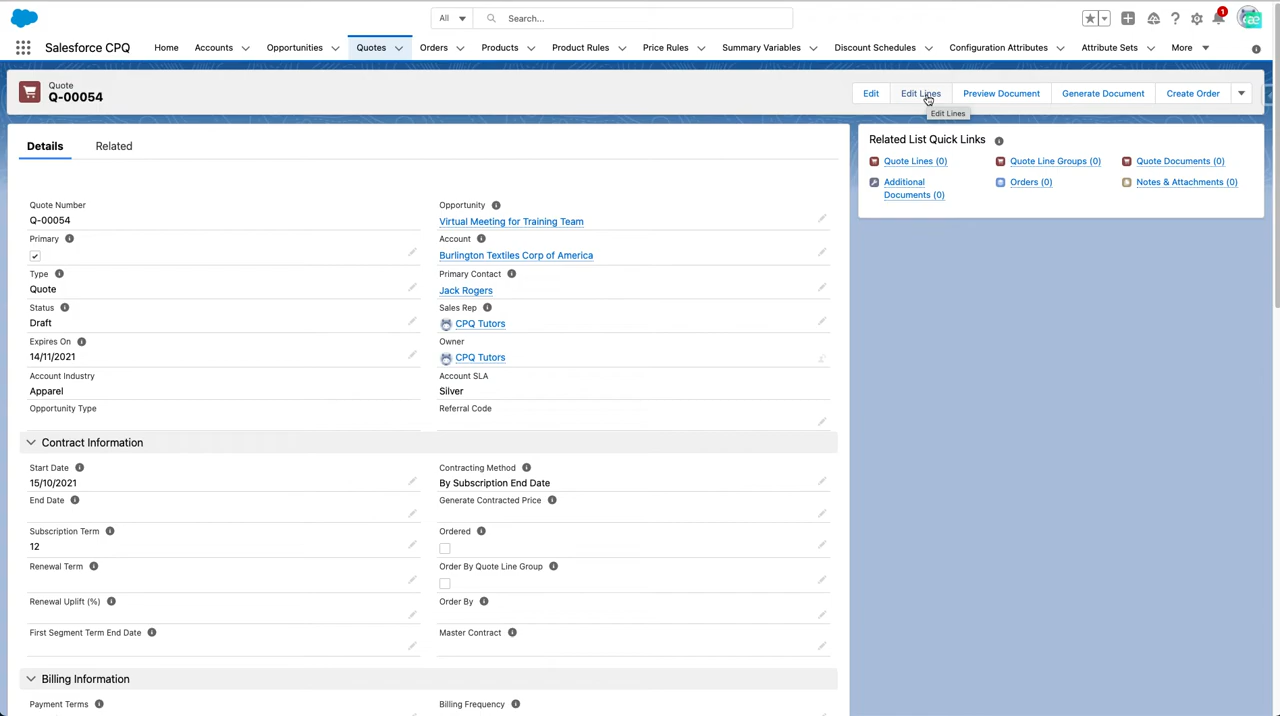 All
Search...
1
Salesforce CPQ Home Accounts Opportunities Quotes Orders Products Product Rules Price Rules Summary Variables Discount Schedules Configuration Attributes Attribute Sets More
Quote
Q-00054
Edit Edit Lines Preview Document Generate Document Create Order
Edit Lines
Details Related
Related List Quick Links
Quote Lines (0) Quote Line Groups (0) Quote Documents (0)
Additional Documents (0) Orders (0) Notes & Attachments (0)
Quote Number
Q-00054
Opportunity
Virtual Meeting for Training Team
Primary
Account
Burlington Textiles Corp of America
Type
Quote
Primary Contact
Jack Rogers
Status
Draft
Sales Rep
CPQ Tutors
Expires On
14/11/2021
Owner
CPQ Tutors
Account Industry
Apparel
Account SLA
Silver
Opportunity Type
Referral Code
Contract Information
Start Date
15/10/2021
Contracting Method
By Subscription End Date
End Date
Generate Contracted Price
Subscription Term
12
Ordered
Renewal Term
Order By Quote Line Group
Renewal Uplift (%)
Order By
First Segment Term End Date
Master Contract
Billing Information
Payment Terms
Billing Frequency